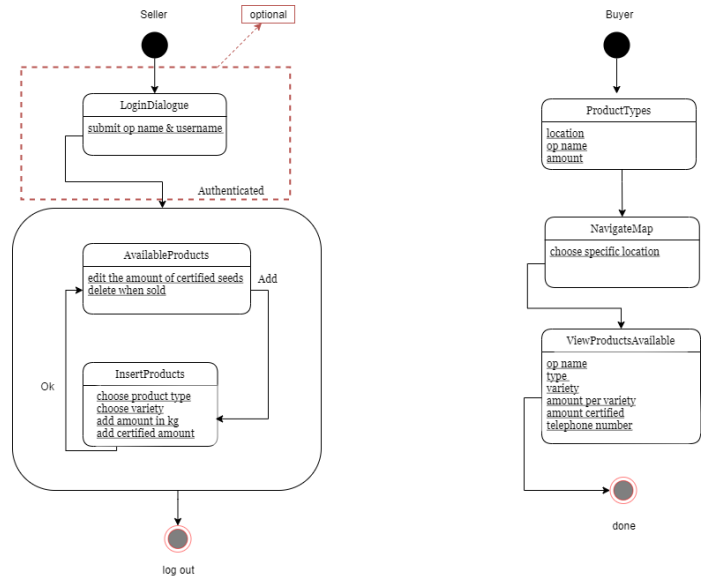 Seller
optional
LoginDialogue
submit op name & username
Authenticated
AvailableProducts
edit the amount of certified seeds
delete when sold
Add
InsertProducts
choose product type
choose variety
add amount in kg
add certified amount
Ok
log out
Buyer
ProductTypes
location
op name
amount
NavigateMap
choose specific location
ViewProductsAvailable
op name
type
variety
amount per variety
amount certified
telephone number
done